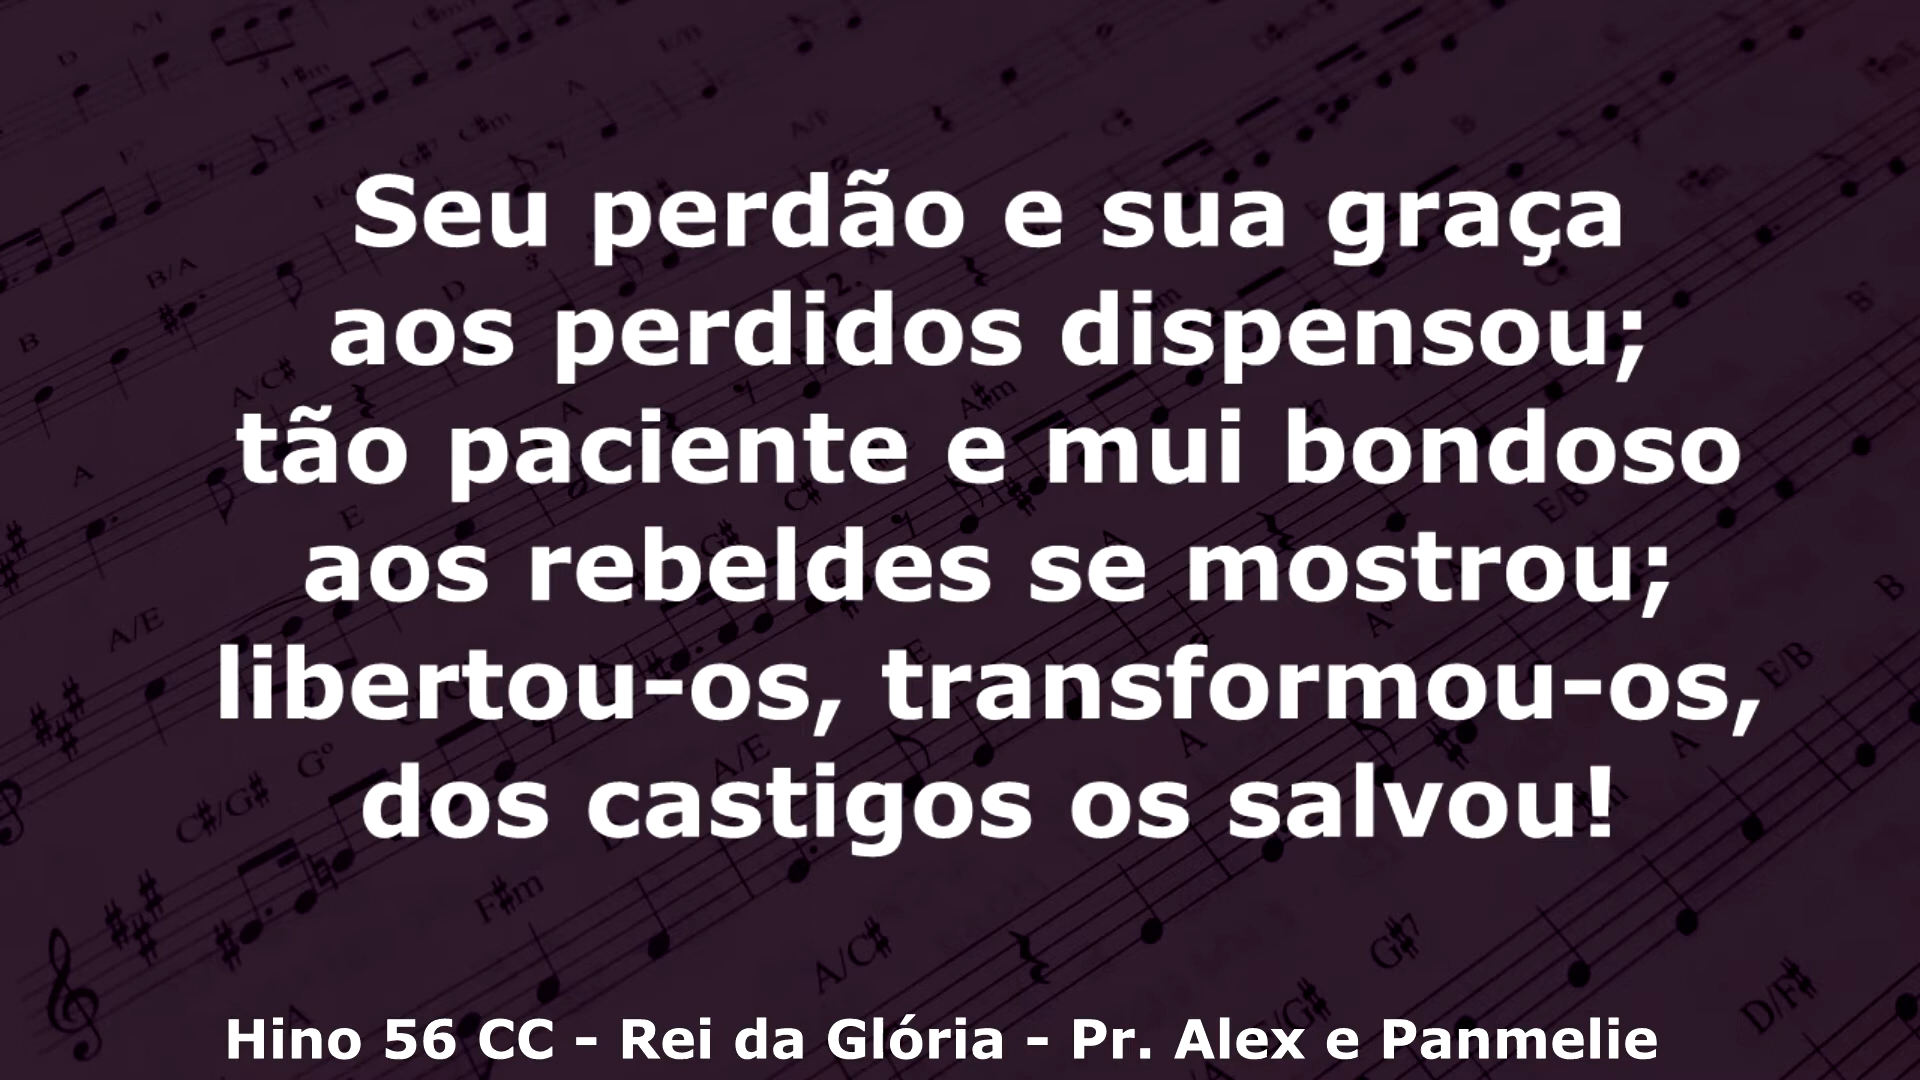 Seu perdão e sua graça
aos perdidos dispensou;
tão paciente e mui bondoso
aos rebeldes se mostrou;
libertou-os, transformou-os,
dos castigos os salvou!
Hino 56 CC - Rei da Glória - Pr. Alex e Panmelie